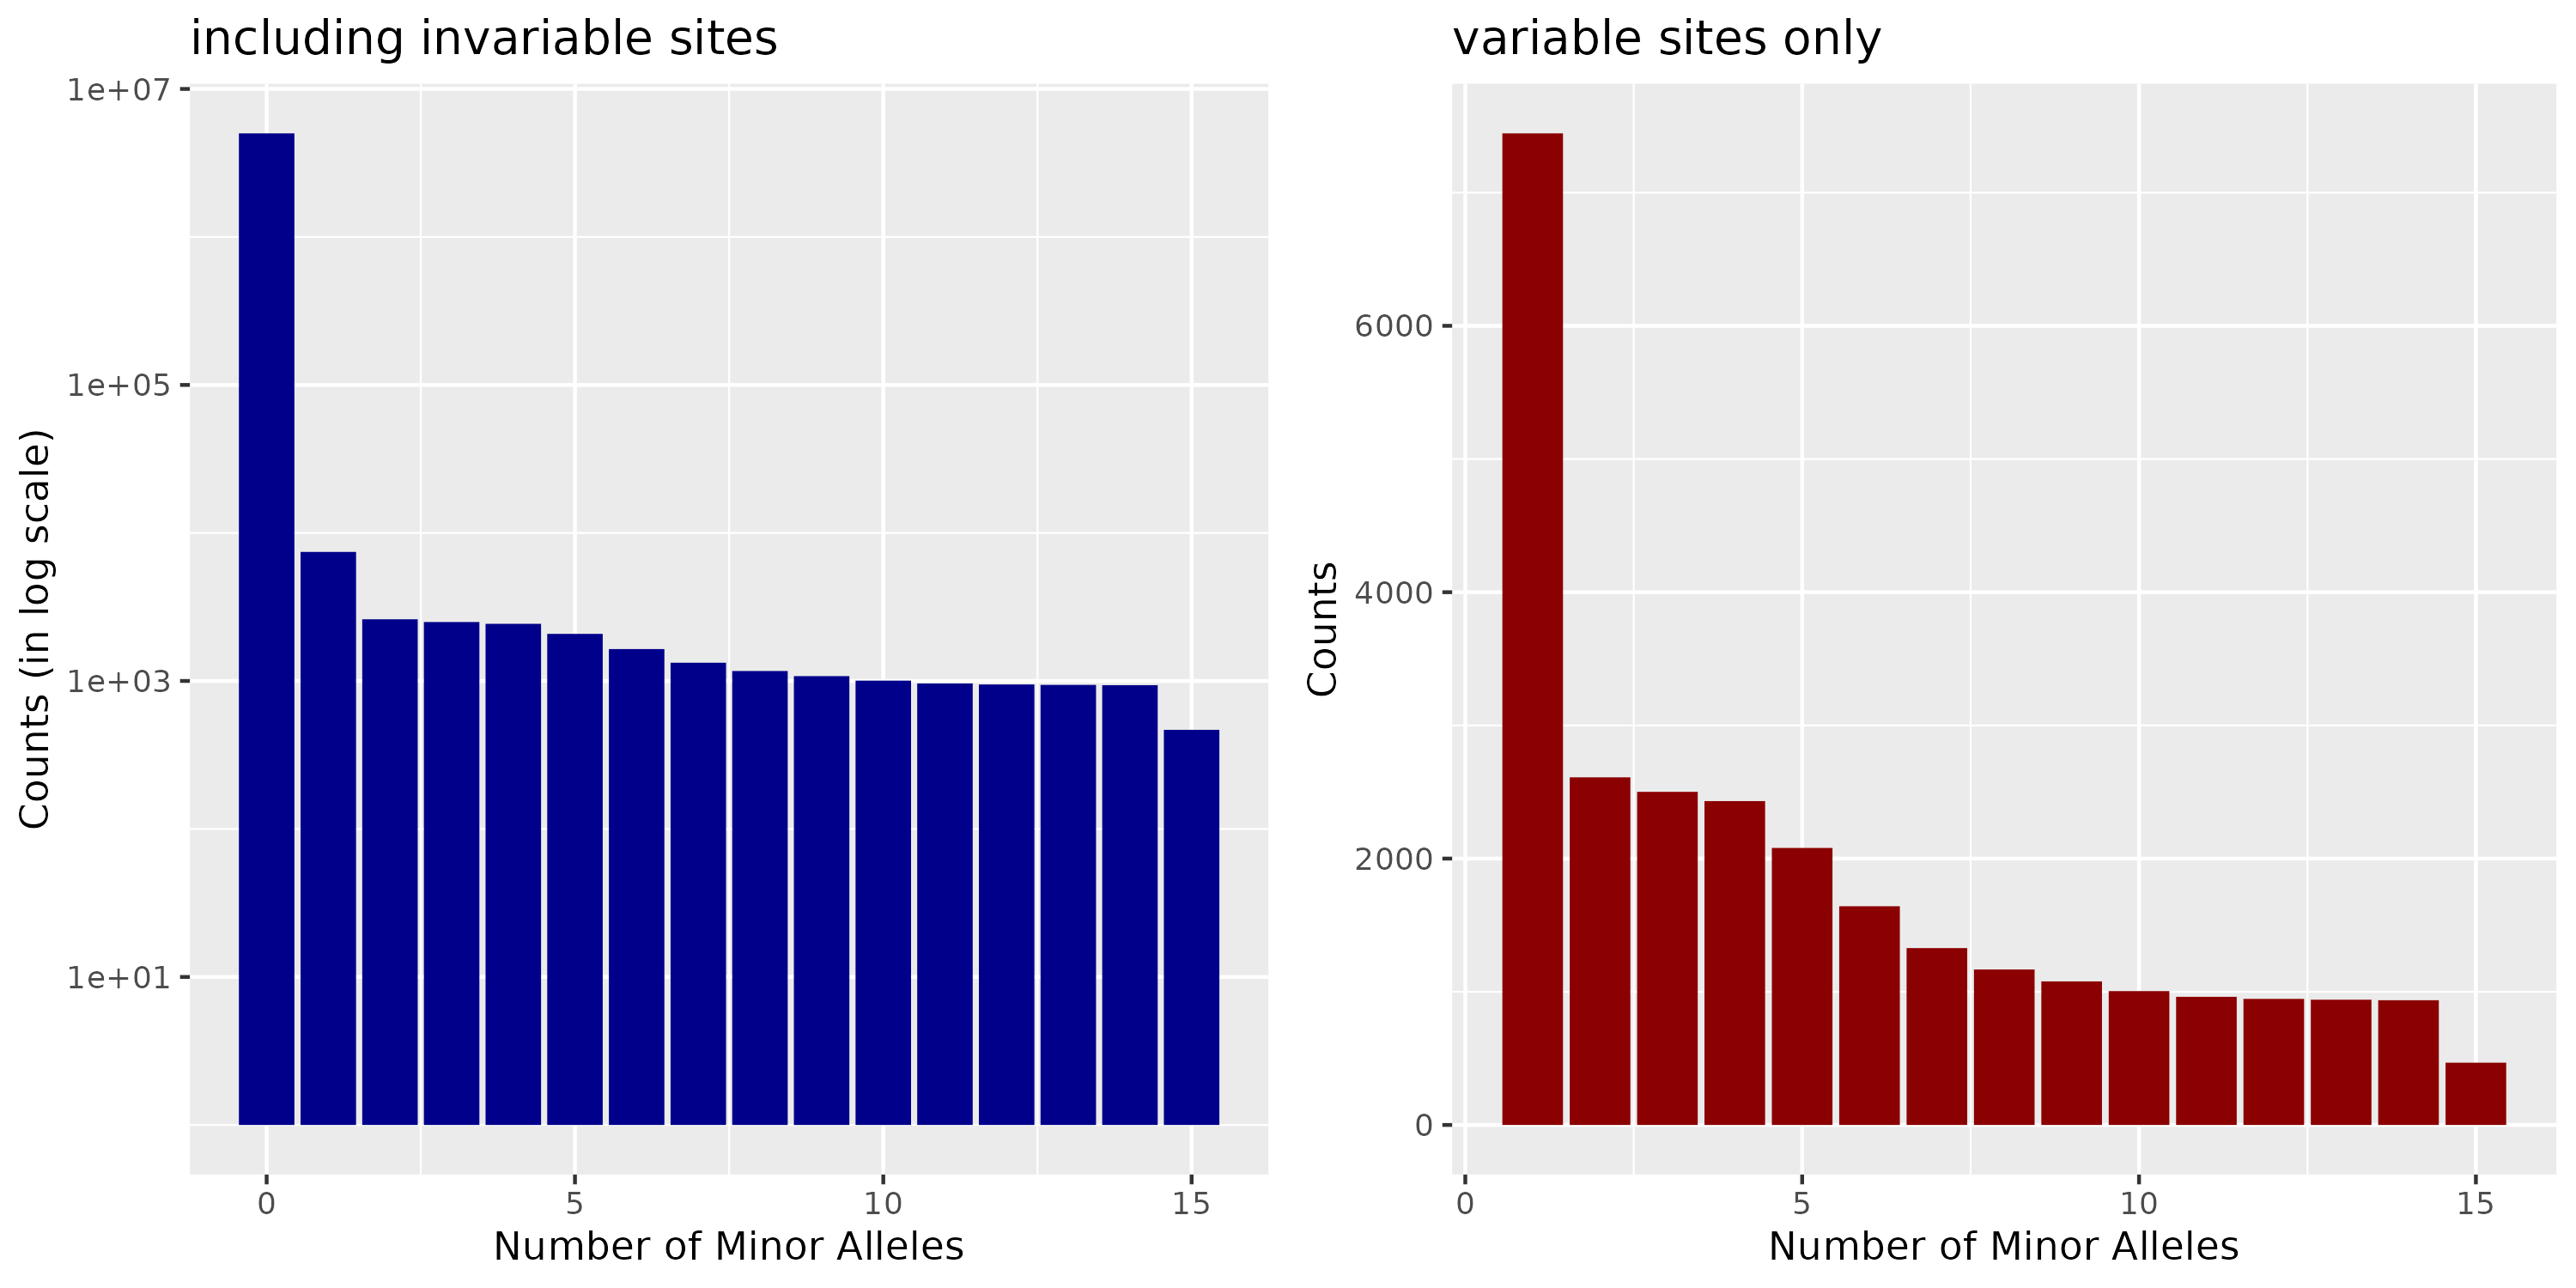 including invariable sites
1e+07
1e+05
1e+03
1e+01
Counts (in log scale)
0 5 10 15
Number of Minor Alleles
variable sites only
6000
4000
2000
0
Counts
0 5 10 15
Number of Minor Alleles